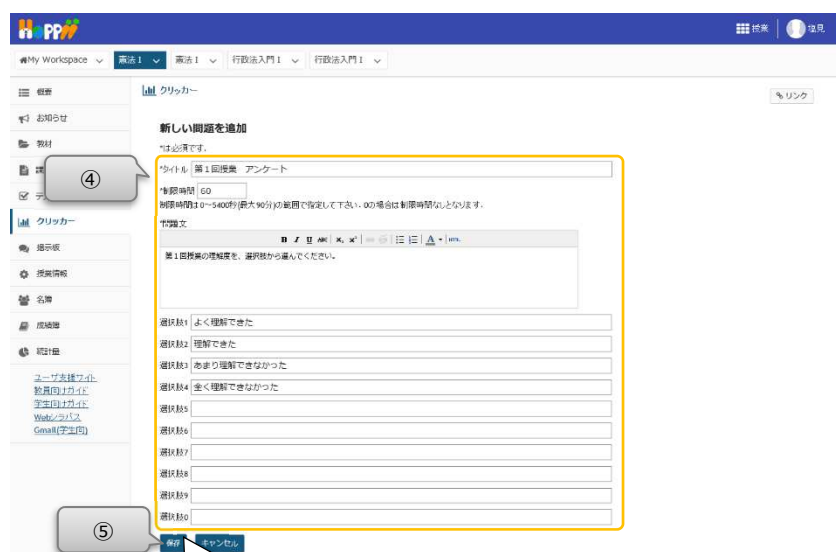 Hoppii
授業
塩見
My Workspace
憲法Ⅰ
憲法Ⅰ
行政法入門Ⅰ
行政法入門Ⅰ
概要
お知らせ
教材
クリッカー
掲示板
授業情報
名簿
成績簿
統計量
ユーザ支援サイト
教員向けガイド
学生向けガイド
Webシラバス
Gmail(学生向)
クリッカー
リンク
新しい問題を追加
*は必須です。
④
*タイトル 第1回授業 アンケート
*制限時間 60
制限時間は0～5400秒(最大90分)の範囲で指定して下さい。0の場合は制限時間なしとなります。
*問題文
B I U ABC X₂ X² A HTML
第1回授業の理解度を、選択肢から選んでください。
選択肢1 よく理解できた
選択肢2 理解できた
選択肢3 あまり理解できなかった
選択肢4 全く理解できなかった
選択肢5
選択肢6
選択肢7
選択肢8
選択肢9
選択肢0
⑤
保存 キャンセル